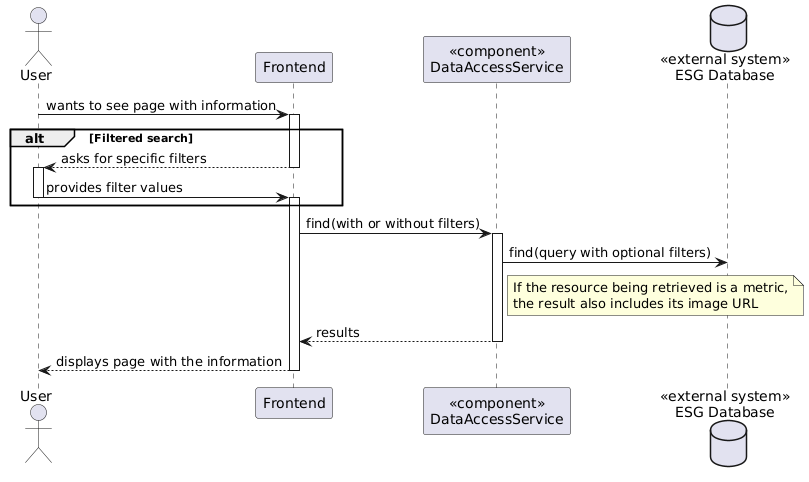 User
Frontend
«component»
DataAccessService
«external system»
ESG Database
wants to see page with information
alt
[Filtered search]
asks for specific filters
provides filter values
find(with or without filters)
find(query with optional filters)
If the resource being retrieved is a metric,
the result also includes its image URL
results
displays page with the information
User
Frontend
«component»
DataAccessService
«external system»
ESG Database